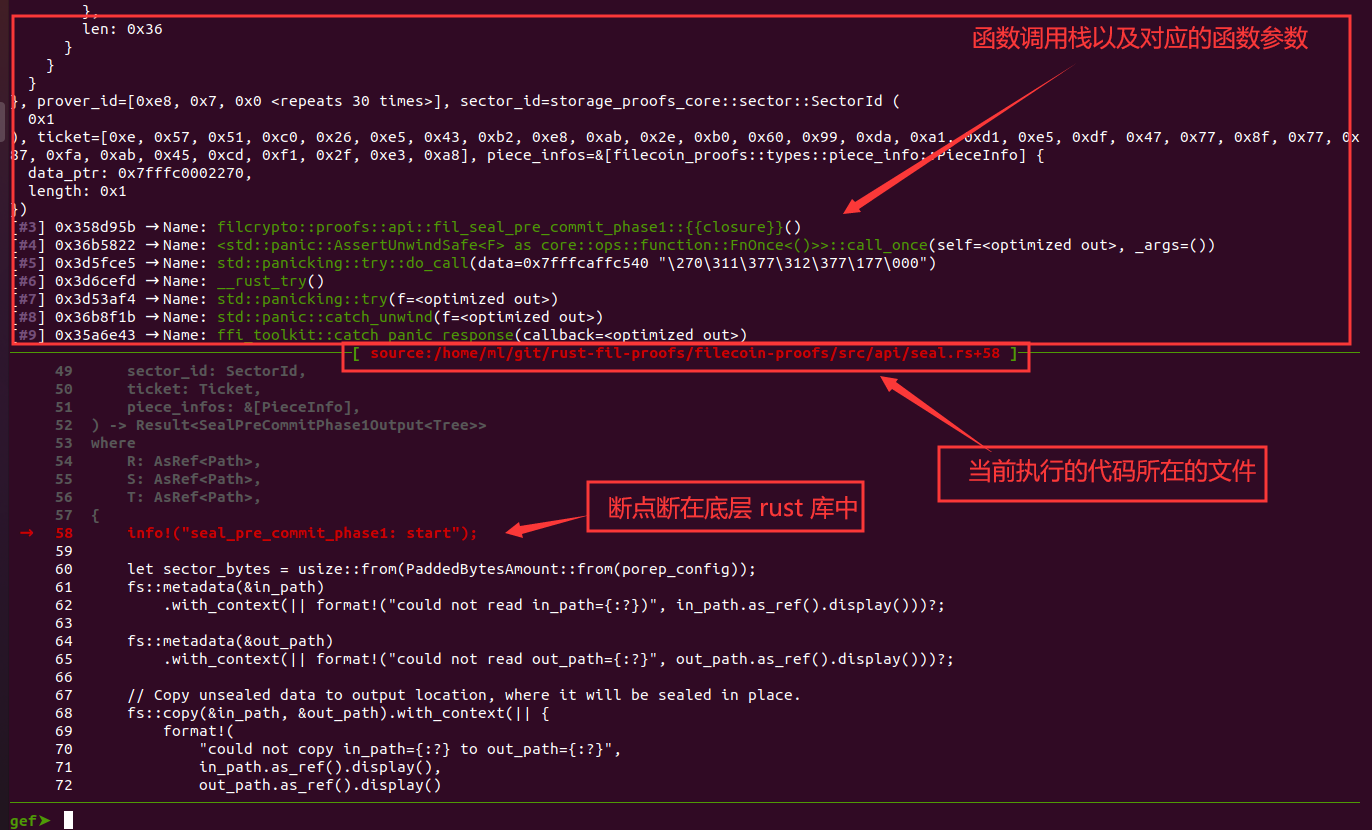 },
len: 0x36
}
}
}
}, prover_id=[0xe8, 0x7, 0x0 <repeats 30 times>], sector_id=storage_proofs_core::sector::SectorId (
0x1
), ticket=[0xe, 0x57, 0x51, 0xc0, 0x26, 0xe5, 0x43, 0xb2, 0xe8, 0xab, 0x2e, 0xb0, 0x60, 0x99, 0xda, 0xa1, 0xd1, 0xe5, 0xdf, 0x47, 0x77, 0x8f, 0x77, 0x
87, 0xfa, 0xab, 0x45, 0xcd, 0xf1, 0x2f, 0xe3, 0xa8], piece_infos=&[filecoin_proofs::types::piece_info::PieceInfo] {
data_ptr: 0x7fffc0002270,
length: 0x1
})
函数调用栈以及对应的函数参数
[#3] 0x358d95b → Name: filcrypto::proofs::api::fil_seal_pre_commit_phase1::{{closure}}()
[#4] 0x36b5822 → Name: <std::panic::AssertUnwindSafe<F> as core::ops::function::FnOnce<()>>::call_once(self=<optimized out>, _args=())
[#5] 0x3d5fce5 → Name: std::panicking::try::do_call(data=0x7fffcaffc540 "\270\311\377\312\377\177\000")
[#6] 0x3d6cefd → Name: __rust_try()
[#7] 0x3d53af4 → Name: std::panicking::try(f=<optimized out>)
[#8] 0x36b8f1b → Name: std::panic::catch_unwind(f=<optimized out>)
[#9] 0x35a6e43 → Name: ffi_toolkit::catch_panic_response(callback=<optimized out>)
[ source:/home/ml/git/rust-fil-proofs/filecoin-proofs/src/api/seal.rs+58 ]
49 sector_id: SectorId,
50 ticket: Ticket,
51 piece_infos: &[PieceInfo],
52 ) -> Result<SealPreCommitPhase1Output<Tree>>
53 where
54 R: AsRef<Path>,
55 S: AsRef<Path>,
56 T: AsRef<Path>,
57 {
当前执行的代码所在的文件
断点断在底层 rust 库中
→ 58 info!("seal_pre_commit_phase1: start");
59
60 let sector_bytes = usize::from(PaddedBytesAmount::from(porep_config));
61 fs::metadata(&in_path)
62 .with_context(|| format!("could not read in_path={:?})", in_path.as_ref().display()))?;
63
64 fs::metadata(&out_path)
65 .with_context(|| format!("could not read out_path={:?}", out_path.as_ref().display()))?;
66
67 // Copy unsealed data to output location, where it will be sealed in place.
68 fs::copy(&in_path, &out_path).with_context(|| {
69 format!(
70 "could not copy in_path={:?} to out_path={:?}",
71 in_path.as_ref().display(),
72 out_path.as_ref().display()
gef➤